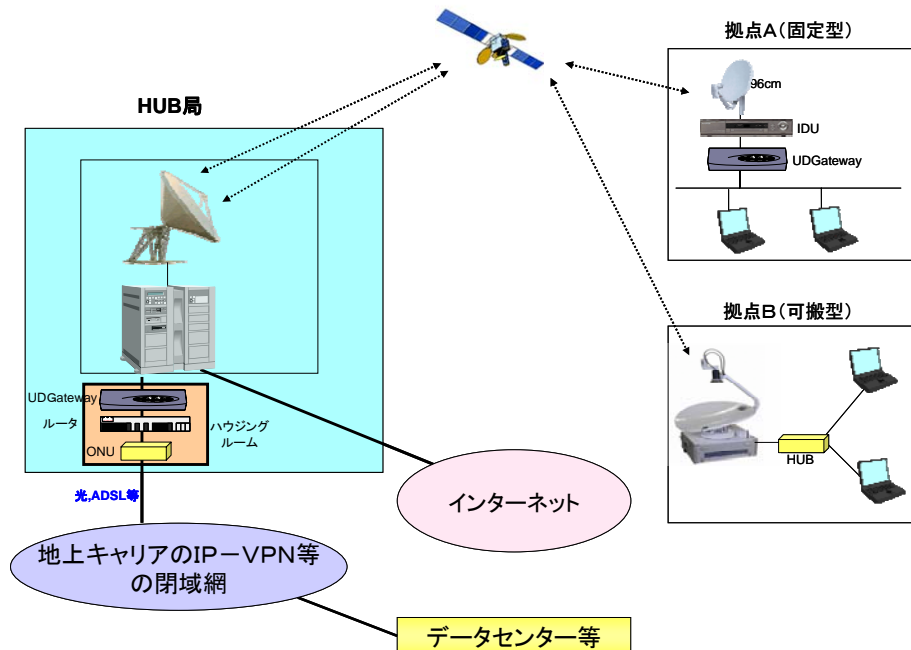 拠点A(固定型)
96cm
IDU
UDGateway
HUB局
拠点B(可搬型)
HUB
UDGateway
ルータ
ハウジング
ルーム
ONU
光,ADSL等
インターネット
地上キャリアのIP-VPN等
の閉域網
データセンター等